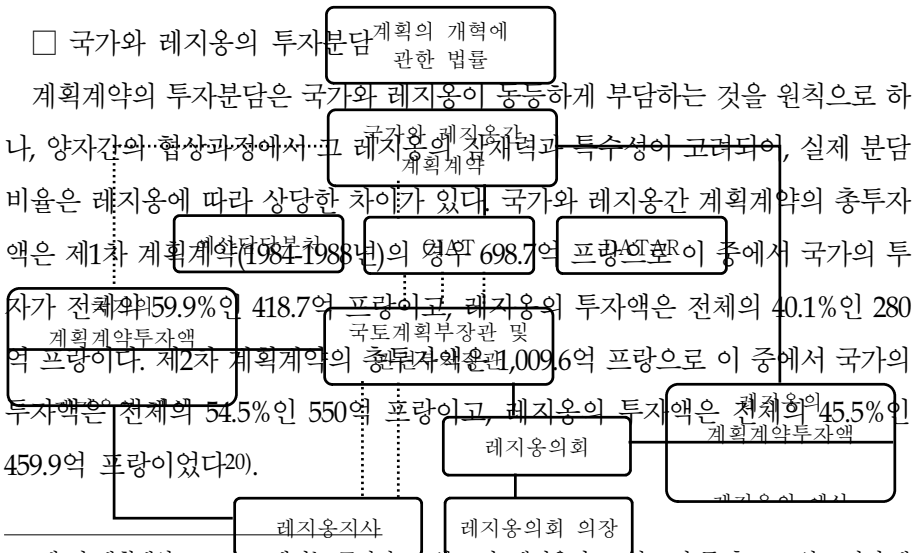 □ 국가와 레지옹의 투자분담
계획의 개혁에
관한 법률
계획계약의 투자분담은 국가와 레지옹이 동등하게 부담하는 것을 원칙으로 하
나, 양자간의 협상과정에서 그 레지옹의 잠재력과 특수성이 고려되어, 실제 분담
국가와 레지옹간
계획계약
비율은 레지옹에 따라 상당한 차이가 있다. 국가와 레지옹간 계획계약의 총투자
액은 제1차 계획계약(1984-1988년)의 경우 698.7억 프랑으로 이 중에서 국가의 투
CIAT
DATAR
자가 전체의 59.9%인 418.7억 프랑이고, 레지옹의 투자액은 전체의 40.1%인 280
계획계약투자액
국토계획부장관 및
억 프랑이다. 제2차 계획계약의 총투자액은 1,009.6억 프랑으로 이 중에서 국가의
투자액은 전체의 54.5%인 550억 프랑이고, 레지옹의 투자액은 전체의 45.5%인
레지옹의
계획계약투자액
레지옹의회
459.9억 프랑이었다20).
레지옹지사
레지옹의회 의장